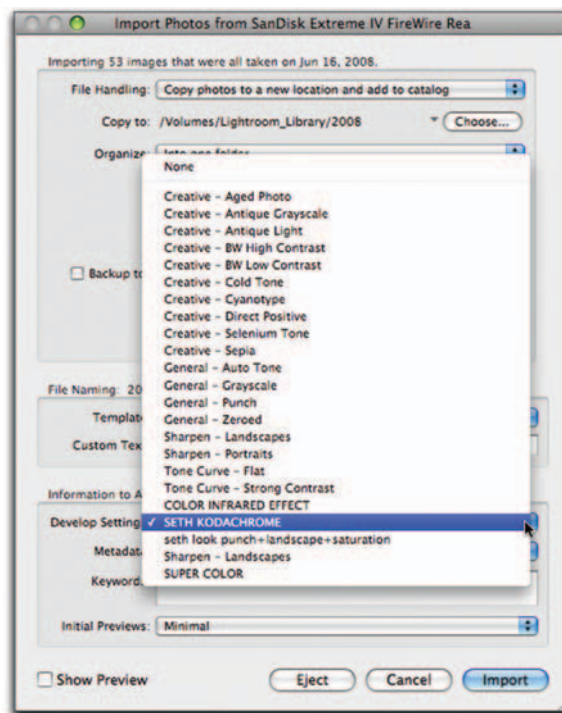 Import Photos from SanDisk Extreme IV FireWire Rea
Importing 53 images that were all taken on Jun 16, 2008.
File Handling: Copy photos to a new location and add to catalog
Copy to: /Volumes/Lightroom_Library/2008 Choose...
Organize: Into one folder
None
Creative – Aged Photo
Creative – Antique Grayscale
Creative – Antique Light
Creative – BW High Contrast
Creative – BW Low Contrast
Creative – Cold Tone
Backup to
Creative – Cyanotype
Creative – Direct Positive
Creative – Selenium Tone
Creative – Sepia
General – Auto Tone
General – Grayscale
File Naming: 20
General – Punch
General – Zeroed
Template
Sharpen – Landscapes
Custom Tex
Sharpen – Portraits
Tone Curve – Flat
Tone Curve – Strong Contrast
Information to A
COLOR INFRARED EFFECT
Develop Setting ✓ SETH KODACHROME
seth look punch+landscape+saturation
Metadat
Sharpen – Landscapes
Keyword
SUPER COLOR
Initial Previews: Minimal
Show Preview Eject Cancel Import